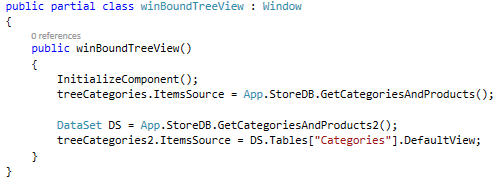 public partial class winBoundTreeView : Window
{
0 references
public winBoundTreeView()
{
InitializeComponent();
treeCategories.ItemsSource = App.StoreDB.GetCategoriesAndProducts();
DataSet DS = App.StoreDB.GetCategoriesAndProducts2();
treeCategories2.ItemsSource = DS.Tables["Categories"].DefaultView;
}
}